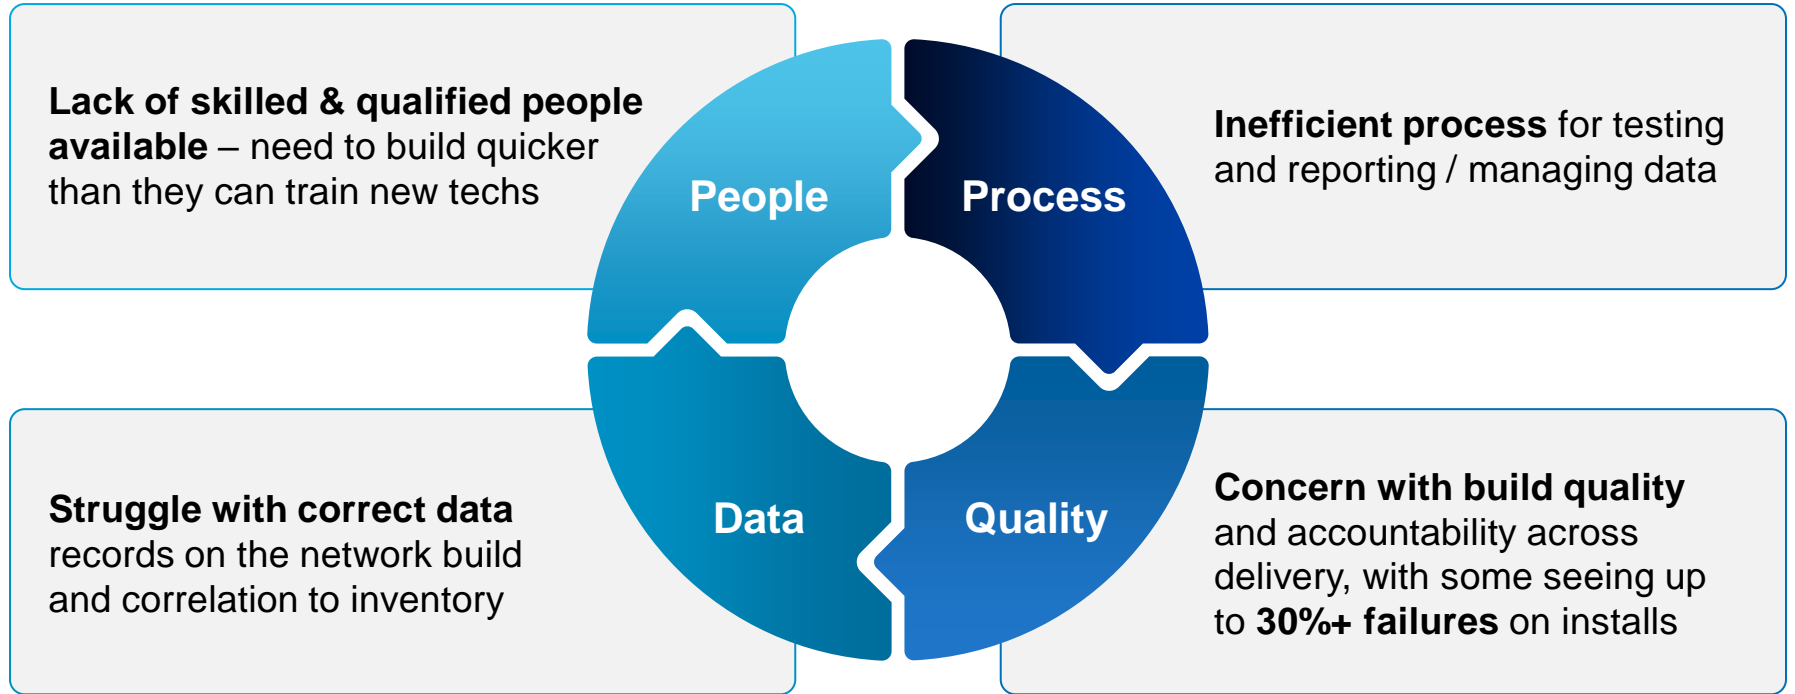 Lack of skilled & qualified people
available – need to build quicker
than they can train new techs
People
Process
Inefficient process for testing
and reporting / managing data
Struggle with correct data
records on the network build
and correlation to inventory
Data
Quality
Concern with build quality
and accountability across
delivery, with some seeing up
to 30%+ failures on installs